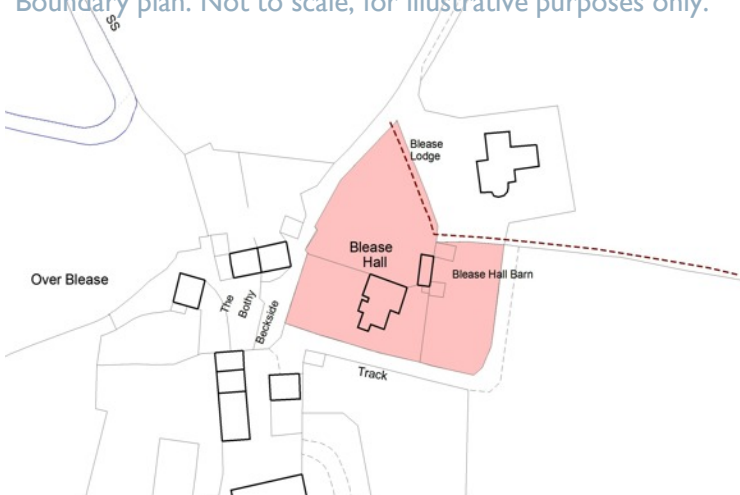 Boundary plan. Not to scale, for illustrative purposes only.
SS
Blease
Lodge
Blease
Hall
Blease Hall Barn
Over Blease
The
Bothy
Beckside
Track